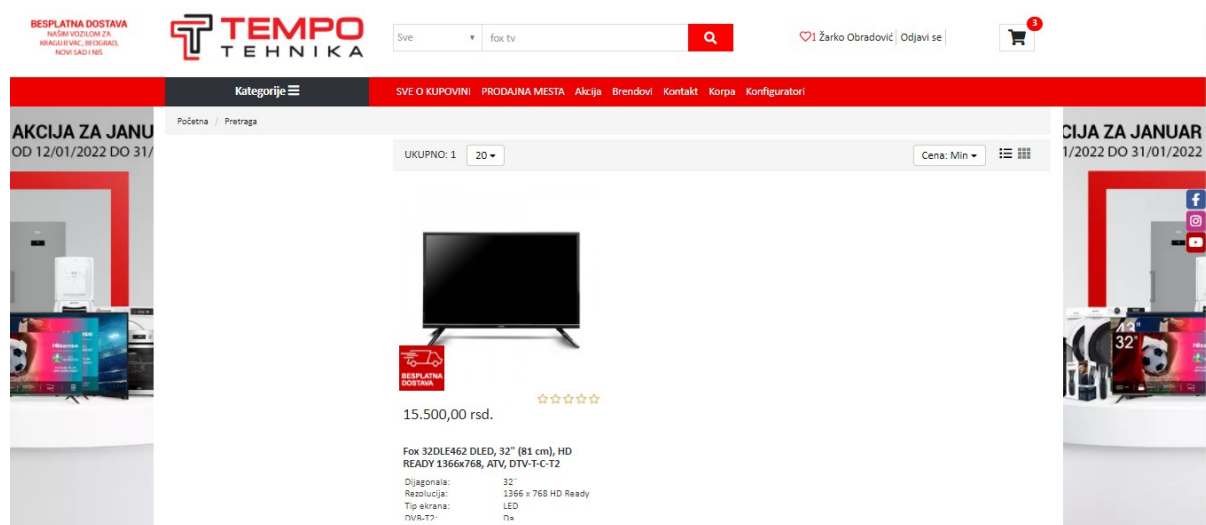 BESPLATNA DOSTAVA
NAŠIM VOZILOM ZA
KRAGUJEVAC, BEOGRAD,
NOVI SAD I NIŠ
TEMPO
TEHNIKA
Sve
fox tv
1 Žarko Obradović Odjavi se
3
Kategorije
SVE O KUPOVINI PRODAJNA MESTA Akcija Brendovi Kontakt Korpa Konfiguratori
Početna / Pretraga
AKCIJA ZA JANU
OD 12/01/2022 DO 31/
CIJA ZA JANUAR
1/2022 DO 31/01/2022
UKUPNO: 1 20
Cena: Min
Hisense
32"
BESPLATNA
DOSTAVA
15.500,00 rsd.
Fox 32DLE462 DLED, 32" (81 cm), HD
READY 1366x768, ATV, DTV-T-C-T2
Dijagonala: 32"
Rezolucija: 1366 x 768 HD Ready
Tip ekrana: LED
DVB-T2: Da